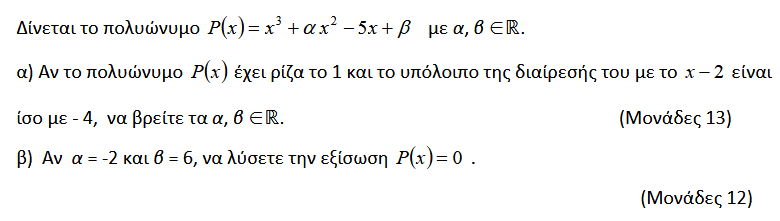 Δίνεται το πολυώνυμο P(x) = x³ + αx² − 5x + β με α, β ∈ ℝ.
α) Αν το πολυώνυμο P(x) έχει ρίζα το 1 και το υπόλοιπο της διαίρεσής του με το x − 2 είναι
ίσο με - 4, να βρείτε τα α, β ∈ ℝ. (Μονάδες 13)
β) Αν α = -2 και β = 6, να λύσετε την εξίσωση P(x) = 0 .
(Μονάδες 12)